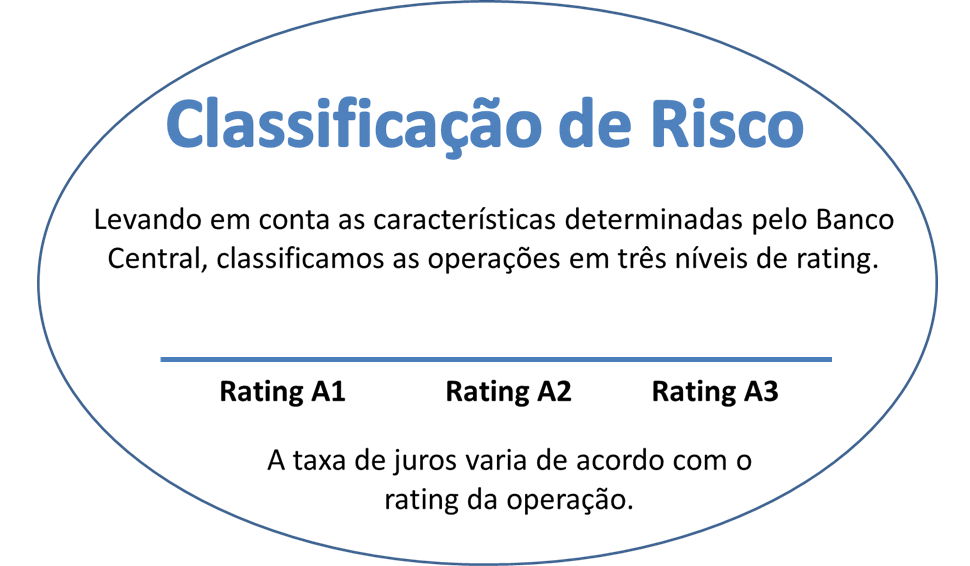 Classificação de Risco
Levando em conta as características determinadas pelo Banco
Central, classificamos as operações em três níveis de rating.
Rating A1 Rating A2 Rating A3
A taxa de juros varia de acordo com o
rating da operação.